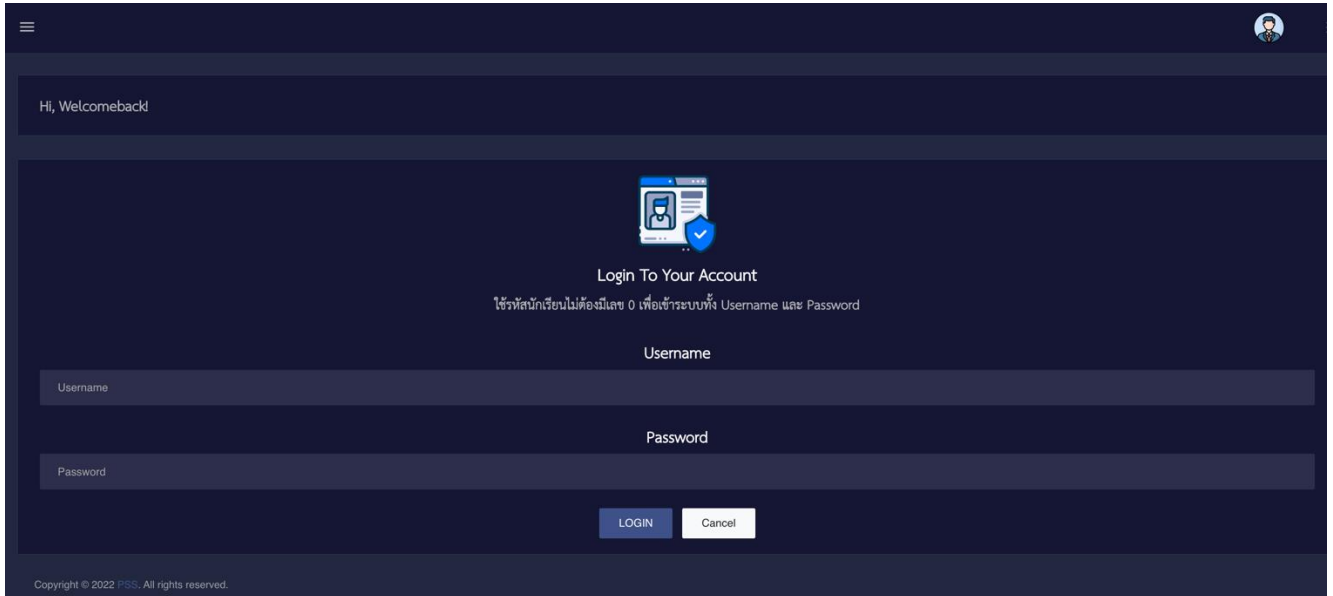 Hi, Welcomeback!
Login To Your Account
ใช้รหัสนักเรียนไม่ต้องมีเลข 0 เพื่อเข้าระบบทั้ง Username และ Password
Username
Username
Password
Password
LOGIN Cancel
Copyright © 2022 PSS. All rights reserved.